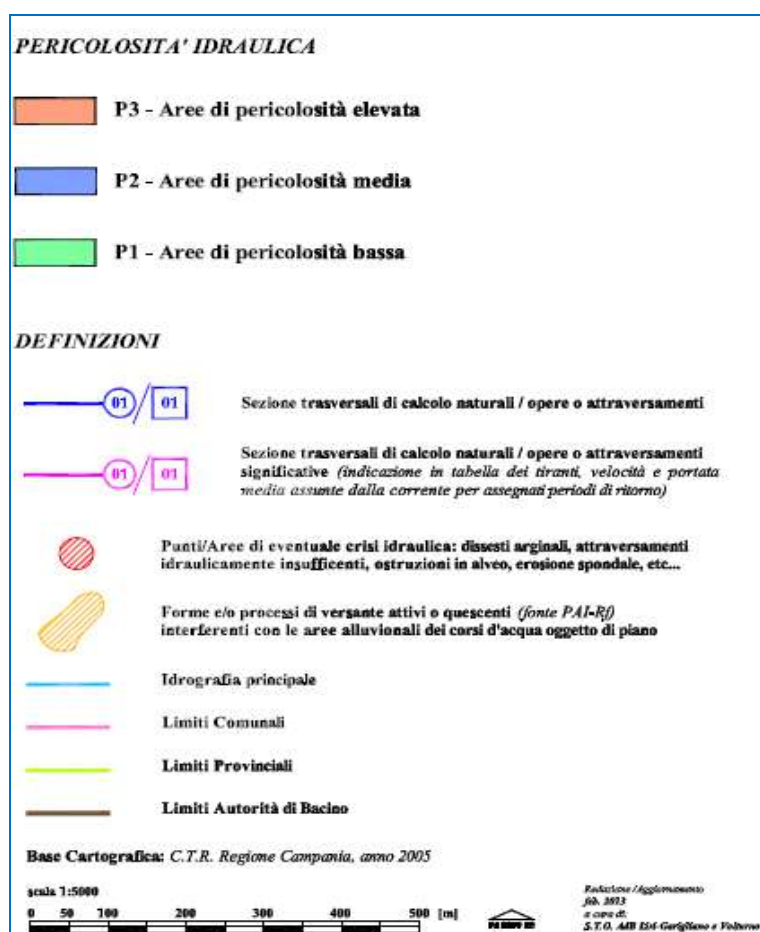 PERICOLOSITA' IDRAULICA
P3 - Aree di pericolosità elevata
P2 - Aree di pericolosità media
P1 - Aree di pericolosità bassa
DEFINIZIONI
01 / 01 Sezione trasversali di calcolo naturali / opere o attraversamenti
01 / 01 Sezione trasversali di calcolo naturali / opere o attraversamenti
significative (indicazione in tabella dei tiranti, velocità e portata
media assunte dalla corrente per assegnati periodi di ritorno)
Punti/Aree di eventuale crisi idraulica: dissesti arginali, attraversamenti
idraulicamente insufficenti, ostruzioni in alveo, erosione spondale, etc...
Forme e/o processi di versante attivi o quescenti (fonte PAI-Rf)
interferenti con le aree alluvionali dei corsi d'acqua oggetto di piano
Idrografia principale
Limiti Comunali
Limiti Provinciali
Limiti Autorità di Bacino
Base Cartografica: C.T.R. Regione Campania, anno 2005
scala 1:5000
0 50 100 200 300 400 500 [m]
Redazione /Aggiornamento
feb. 2013
a cura di:
S.T.O. AdB LGV-Garigliano e Volturno